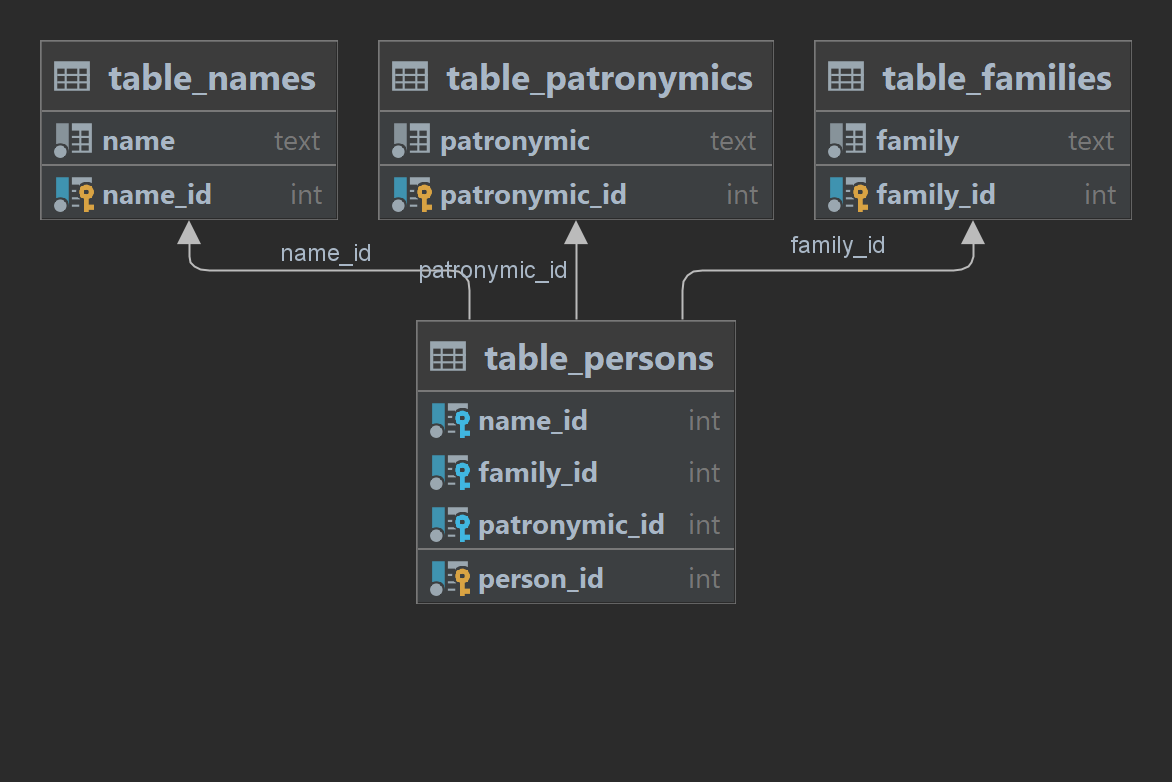 table_names
name text
name_id int
table_patronymics
patronymic text
patronymic_id int
table_families
family text
family_id int
name_id
patronymic_id
family_id
table_persons
name_id int
family_id int
patronymic_id int
person_id int